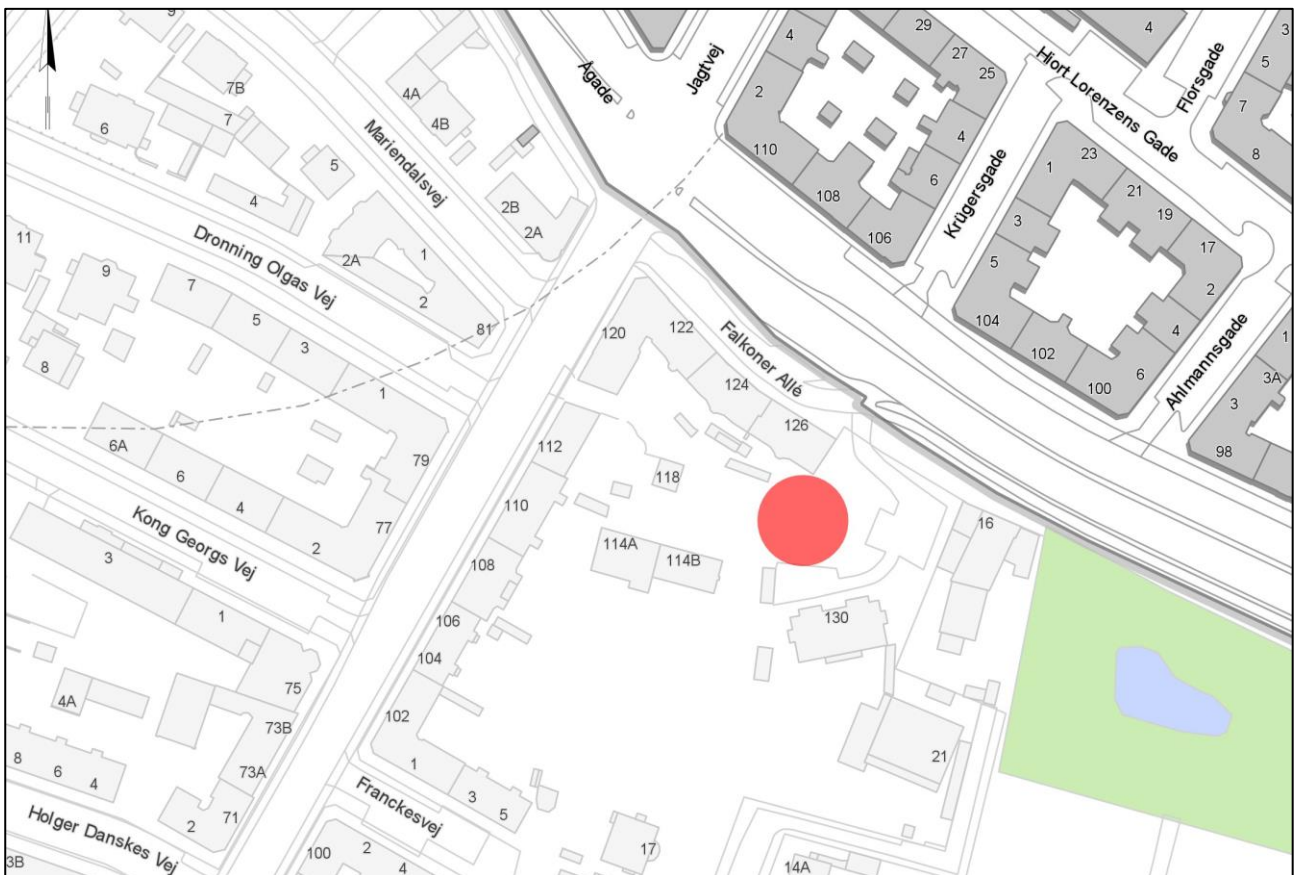 9
7B
6
7
5
4
4A
4B
Mariendalsvej
2B
2A
Ågade
Jagtvej
4
2
110
108
106
29
27
25
4
6
Krügersgade
Hiort Lorenzens Gade
4
Florsgade
3
5
7
8
1
23
21
19
17
2
3
5
4
6
104
102
100
Ahlmannsgade
1
3A
3
98
11
9
8
Dronning Olgas Vej
2A
1
2
81
7
5
3
1
79
77
6A
6
4
2
Kong Georgs Vej
3
1
75
73B
73A
71
2
4A
8
6
4
Holger Danskes Vej
3B
120
122
124
126
Falkoner Allé
112
110
108
106
104
102
1
3
5
118
114A
114B
130
16
21
17
14A
Franckesvej
100
2
4